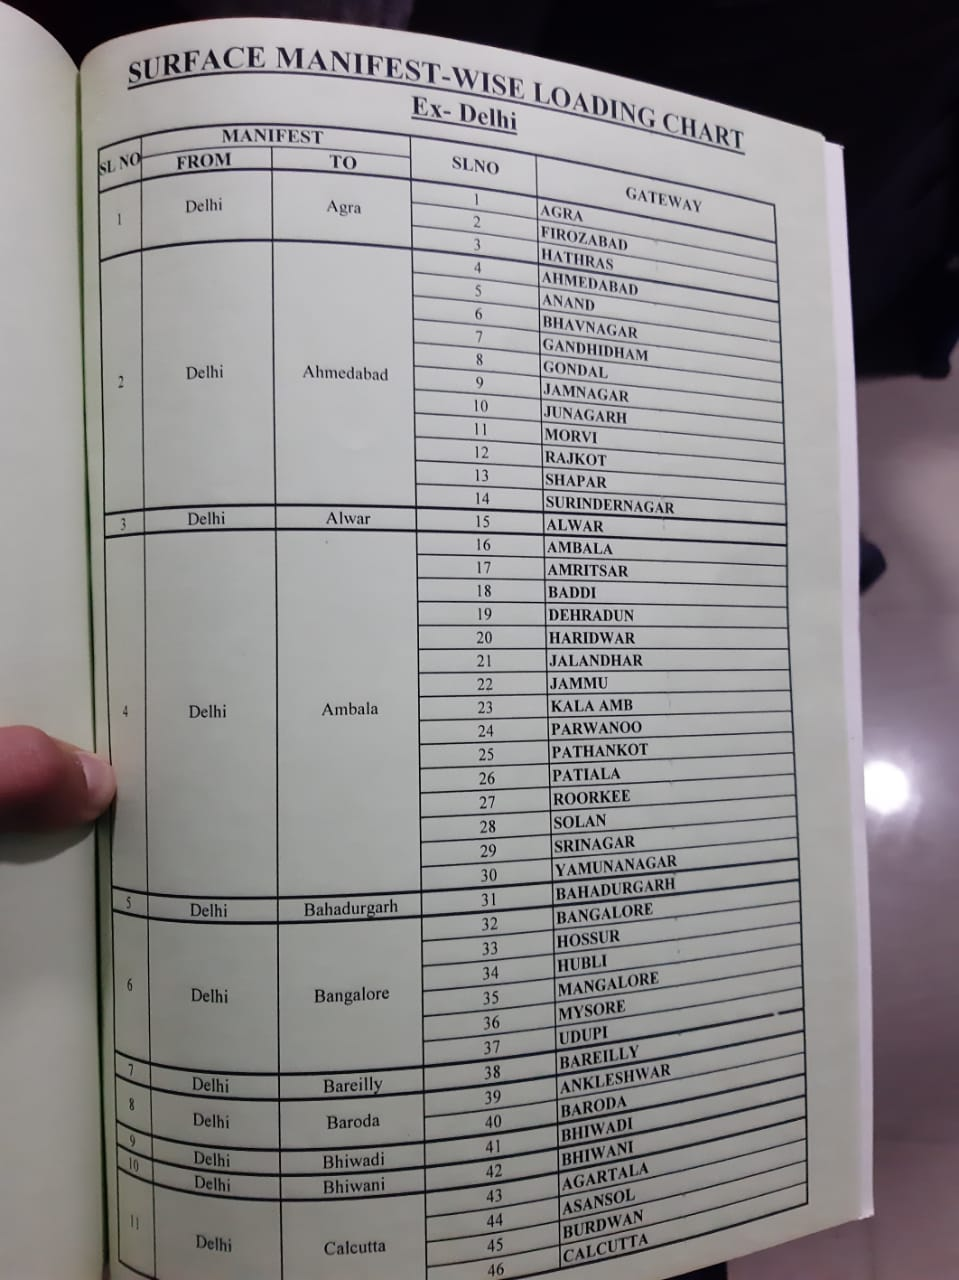 SURFACE MANIFEST-WISE LOADING CHART
Ex- Delhi
SL NO MANIFEST SLNO GATEWAY
FROM TO
1 Delhi Agra 1 AGRA
2 FIROZABAD
3 HATHRAS
2 Delhi Ahmedabad 4 AHMEDABAD
5 ANAND
6 BHAVNAGAR
7 GANDHIDHAM
8 GONDAL
9 JAMNAGAR
10 JUNAGARH
11 MORVI
12 RAJKOT
13 SHAPAR
14 SURINDERNAGAR
3 Delhi Alwar 15 ALWAR
4 Delhi Ambala 16 AMBALA
17 AMRITSAR
18 BADDI
19 DEHRADUN
20 HARIDWAR
21 JALANDHAR
22 JAMMU
23 KALA AMB
24 PARWANOO
25 PATHANKOT
26 PATIALA
27 ROORKEE
28 SOLAN
29 SRINAGAR
30 YAMUNANAGAR
5 Delhi Bahadurgarh 31 BAHADURGARH
6 Delhi Bangalore 32 BANGALORE
33 HOSSUR
34 HUBLI
35 MANGALORE
36 MYSORE
37 UDUPI
7 Delhi Bareilly 38 BAREILLY
8 Delhi Baroda 39 ANKLESHWAR
40 BARODA
9 Delhi Bhiwadi 41 BHIWADI
10 Delhi Bhiwani 42 BHIWANI
11 Delhi Calcutta 43 AGARTALA
44 ASANSOL
45 BURDWAN
46 CALCUTTA